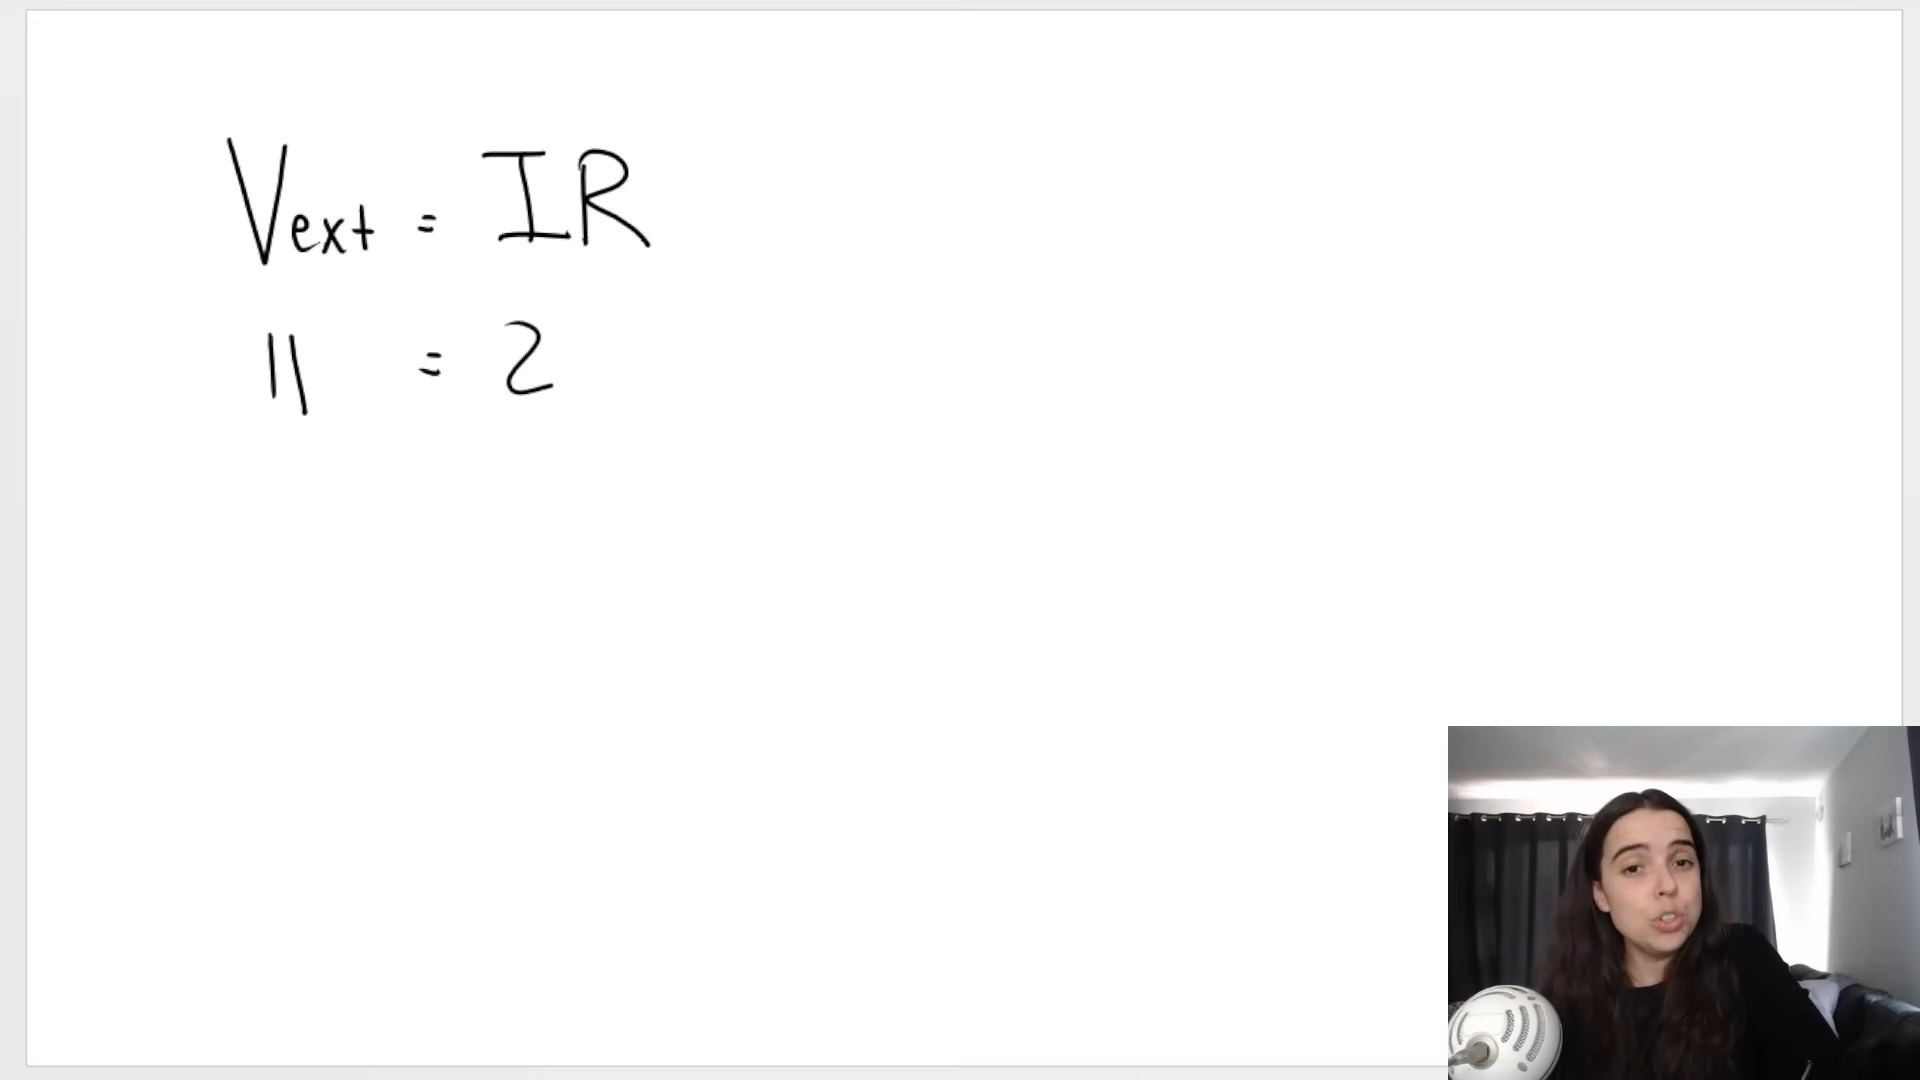 Vext = IR
11 = 2